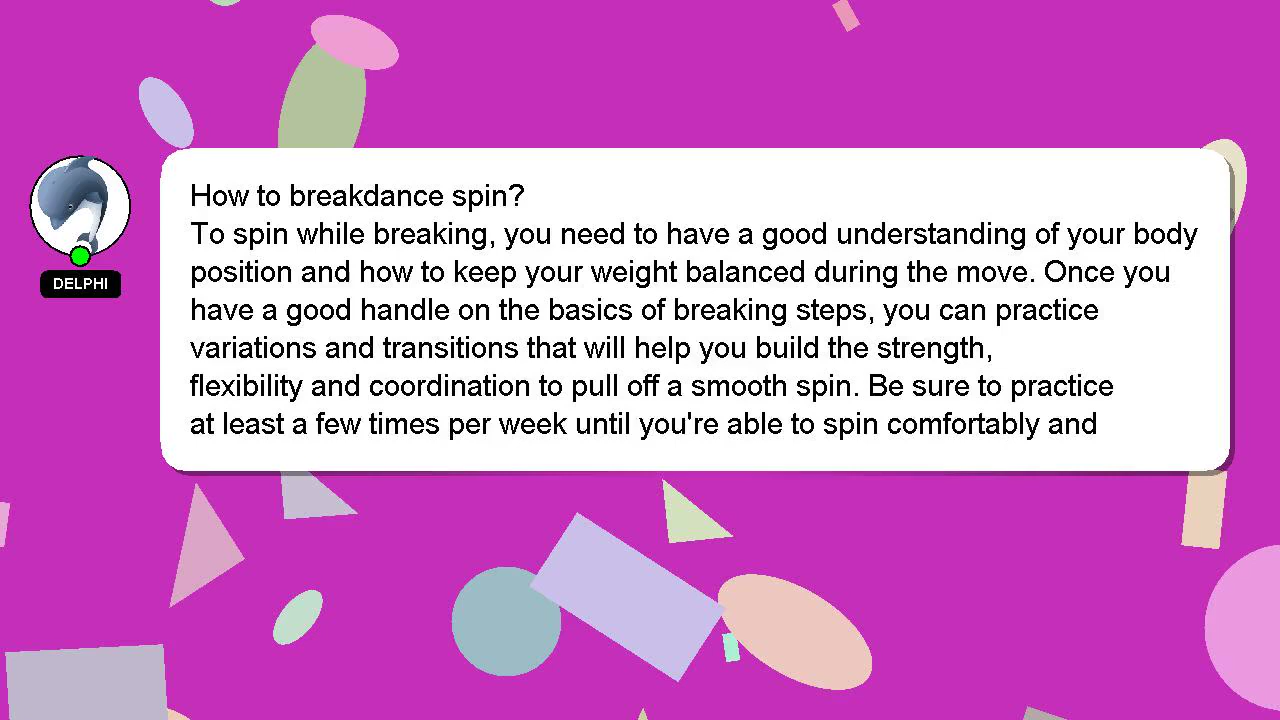 How to breakdance spin?
To spin while breaking, you need to have a good understanding of your body
position and how to keep your weight balanced during the move. Once you
have a good handle on the basics of breaking steps, you can practice
variations and transitions that will help you build the strength,
flexibility and coordination to pull off a smooth spin. Be sure to practice
at least a few times per week until you're able to spin comfortably and
DELPHI